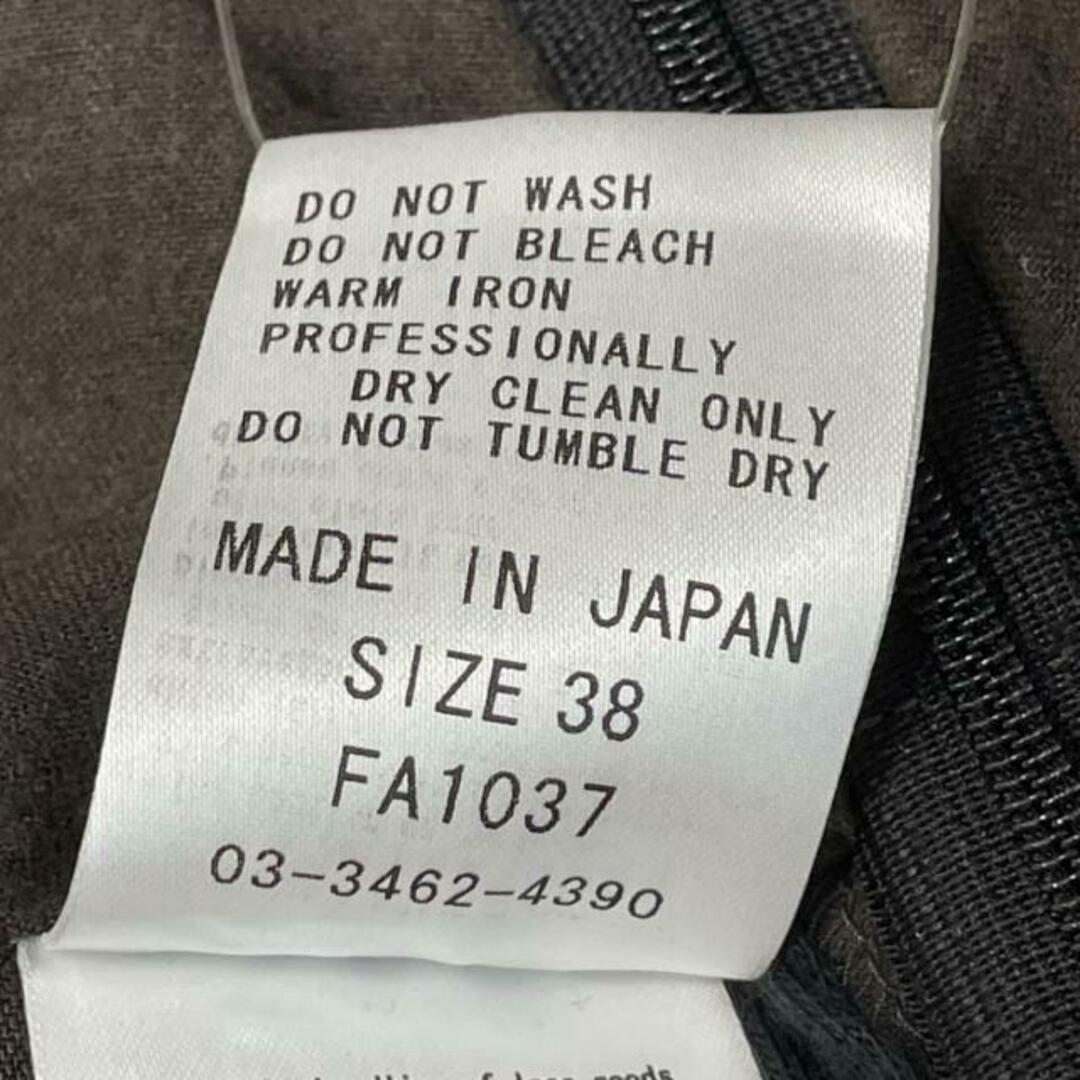 DO NOT WASH
DO NOT BLEACH
WARM IRON
PROFESSIONALLY
DRY CLEAN ONLY
DO NOT TUMBLE DRY
MADE IN JAPAN
SIZE 38
FA1037
03-3462-4390
goods